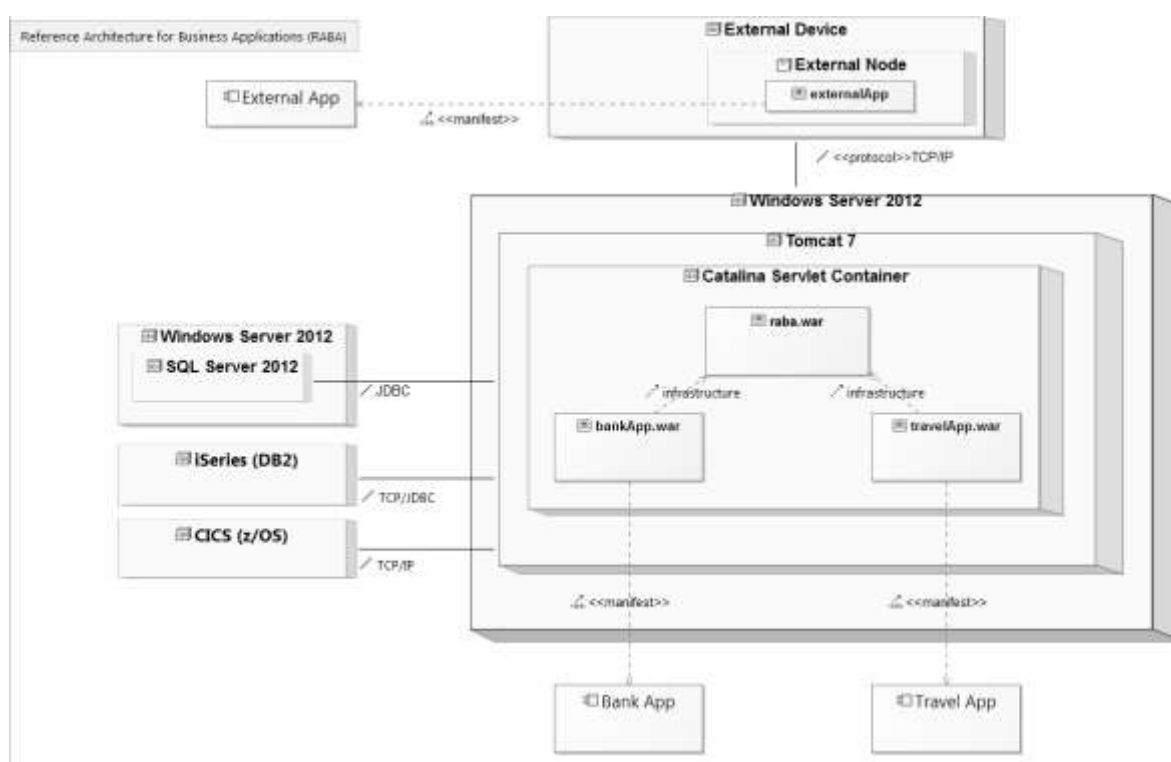 Reference Architecture for Business Applications (RABA)
External Device
External Node
externalApp
External App
<<manifest>>
<<protocol>>TCP/IP
Windows Server 2012
Tomcat 7
Catalina Servlet Container
raba.war
Windows Server 2012
SQL Server 2012
JDBC
infrastructure
infrastructure
bankApp.war
travelApp.war
iSeries (DB2)
TCP/JDBC
CICS (z/OS)
TCP/IP
<<manifest>>
<<manifest>>
Bank App
Travel App